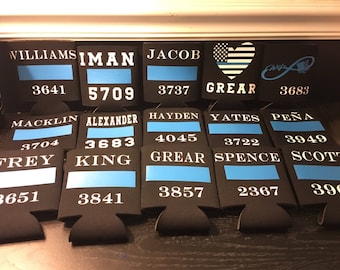 WILLIAMS
3641
IMAN
5709
JACOB
3737
GREAR
3683
MACKLIN
3704
ALEXANDER
3683
HAYDEN
4045
YATES
3722
PEÑA
3949
FREY
3651
KING
3841
GREAR
3857
SPENCE
2367
SCOTT